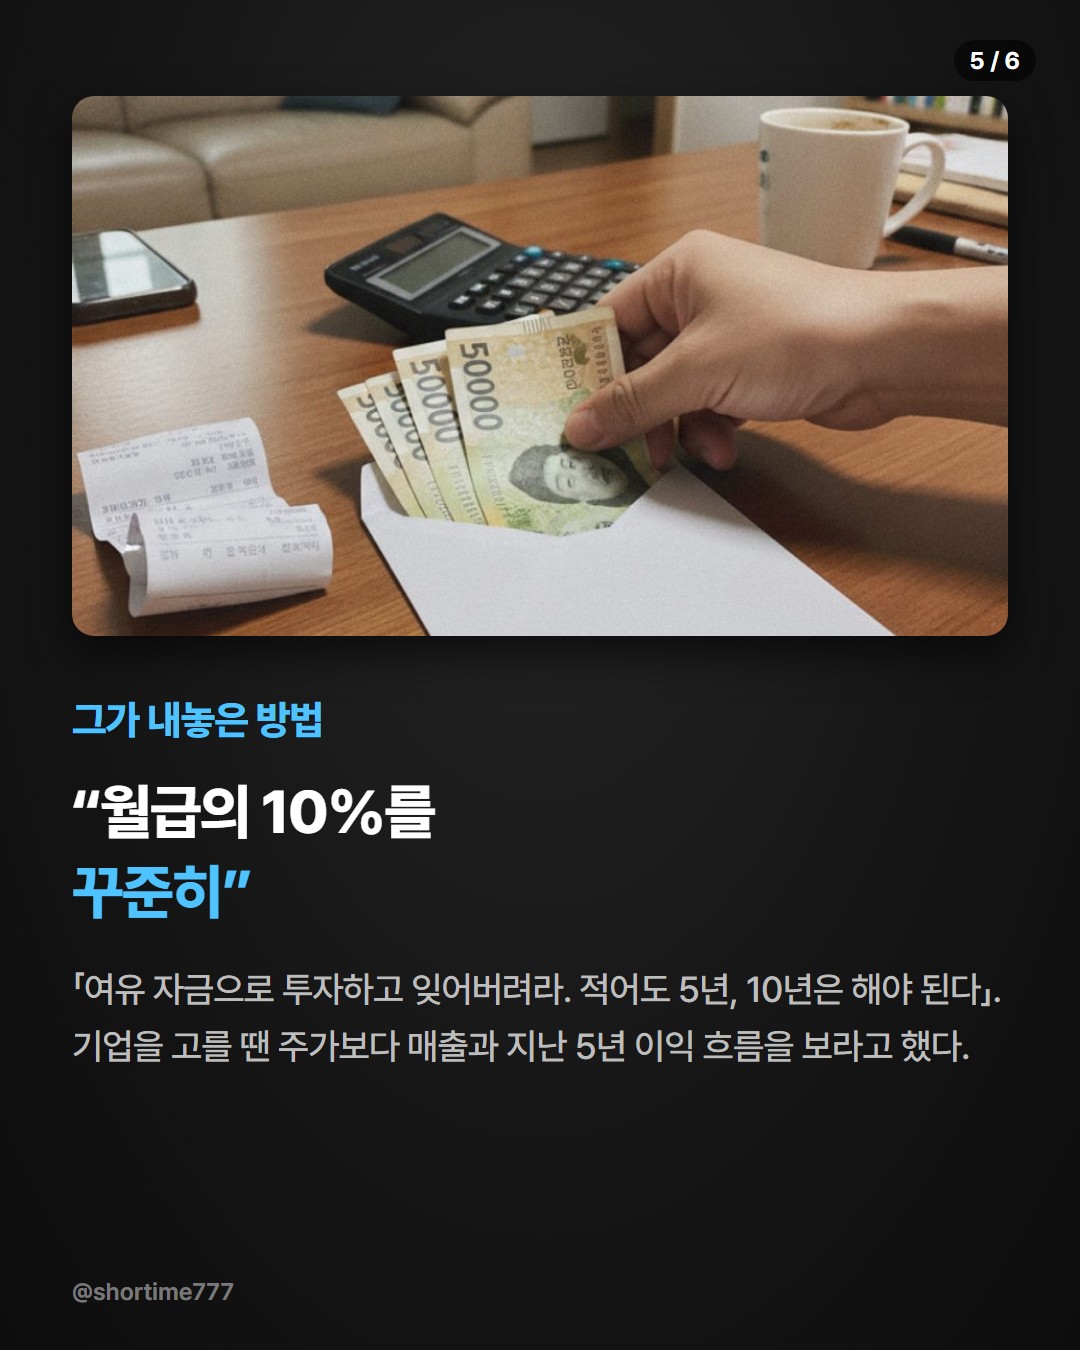 5 / 6
50000
50000
그가 내놓은 방법
“월급의 10%를
꾸준히”
「여유 자금으로 투자하고 잊어버려라. 적어도 5년, 10년은 해야 된다」.
기업을 고를 땐 주가보다 매출과 지난 5년 이익 흐름을 보라고 했다.
@shortime777